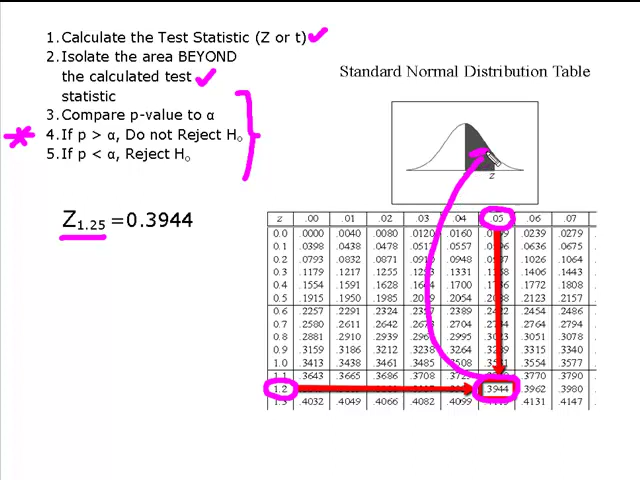 1. Calculate the Test Statistic (Z or t)
2. Isolate the area BEYOND
the calculated test
statistic
3. Compare p-value to α
4. If p > α, Do not Reject H₀
5. If p < α, Reject H₀
Z1.25 = 0.3944
Standard Normal Distribution Table
z
z .00 .01 .02 .03 .04 .05 .06 .07
0.0 .0000 .0040 .0080 .0120 .0160 .0239 .0279
0.1 .0398 .0438 .0478 .0557 .0636 .0675
0.2 .0793 .0832 .0871 .0948 .1026 .1064
0.3 .1179 .1217 .1255 .1331 .1406 .1443
0.4 .1554 .1591 .1628 .1700 .1772 .1808
0.5 .1915 .1950 .1985 .2054 .2123 .2157
0.6 .2257 .2291 .2324 .2389 .2454 .2486
0.7 .2580 .2611 .2642 .2704 .2764 .2794
0.8 .2881 .2910 .2939 .2995 .3051 .3078
0.9 .3159 .3186 .3212 .3238 .3264 .3315 .3340
1.0 .3413 .3438 .3461 .3485 .3508 .3554 .3577
1.1 .3643 .3665 .3686 .3708 .3770 .3790
1.2 .3944 .3962 .3980
1.3 .4032 .4049 .4066 .4082 .4099 .4131 .4147